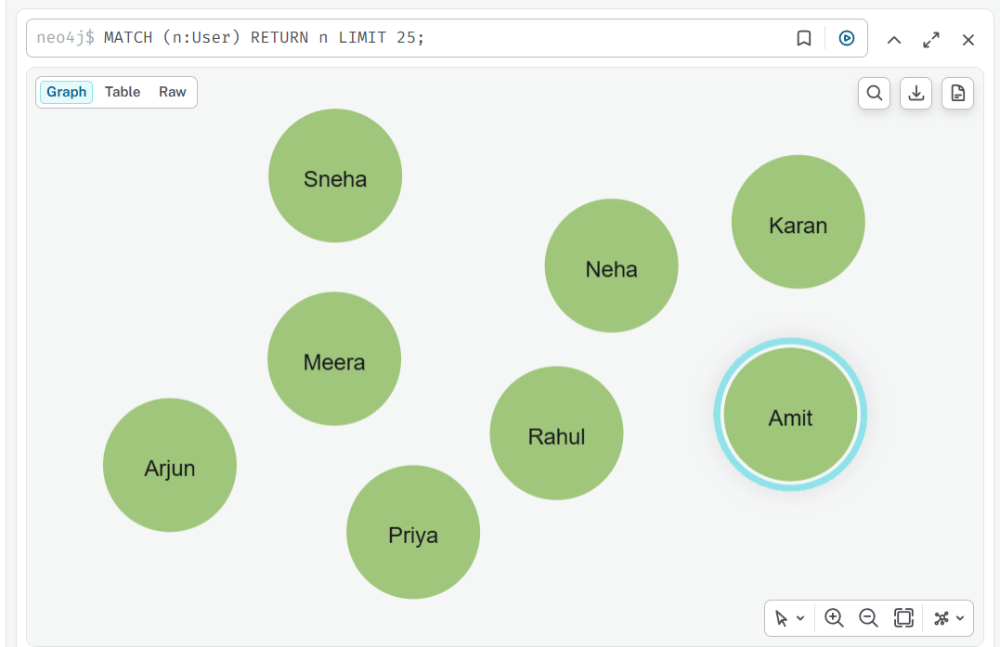 neo4j$ MATCH (n:User) RETURN n LIMIT 25;
Graph Table Raw
Sneha
Karan
Neha
Meera
Amit
Rahul
Arjun
Priya